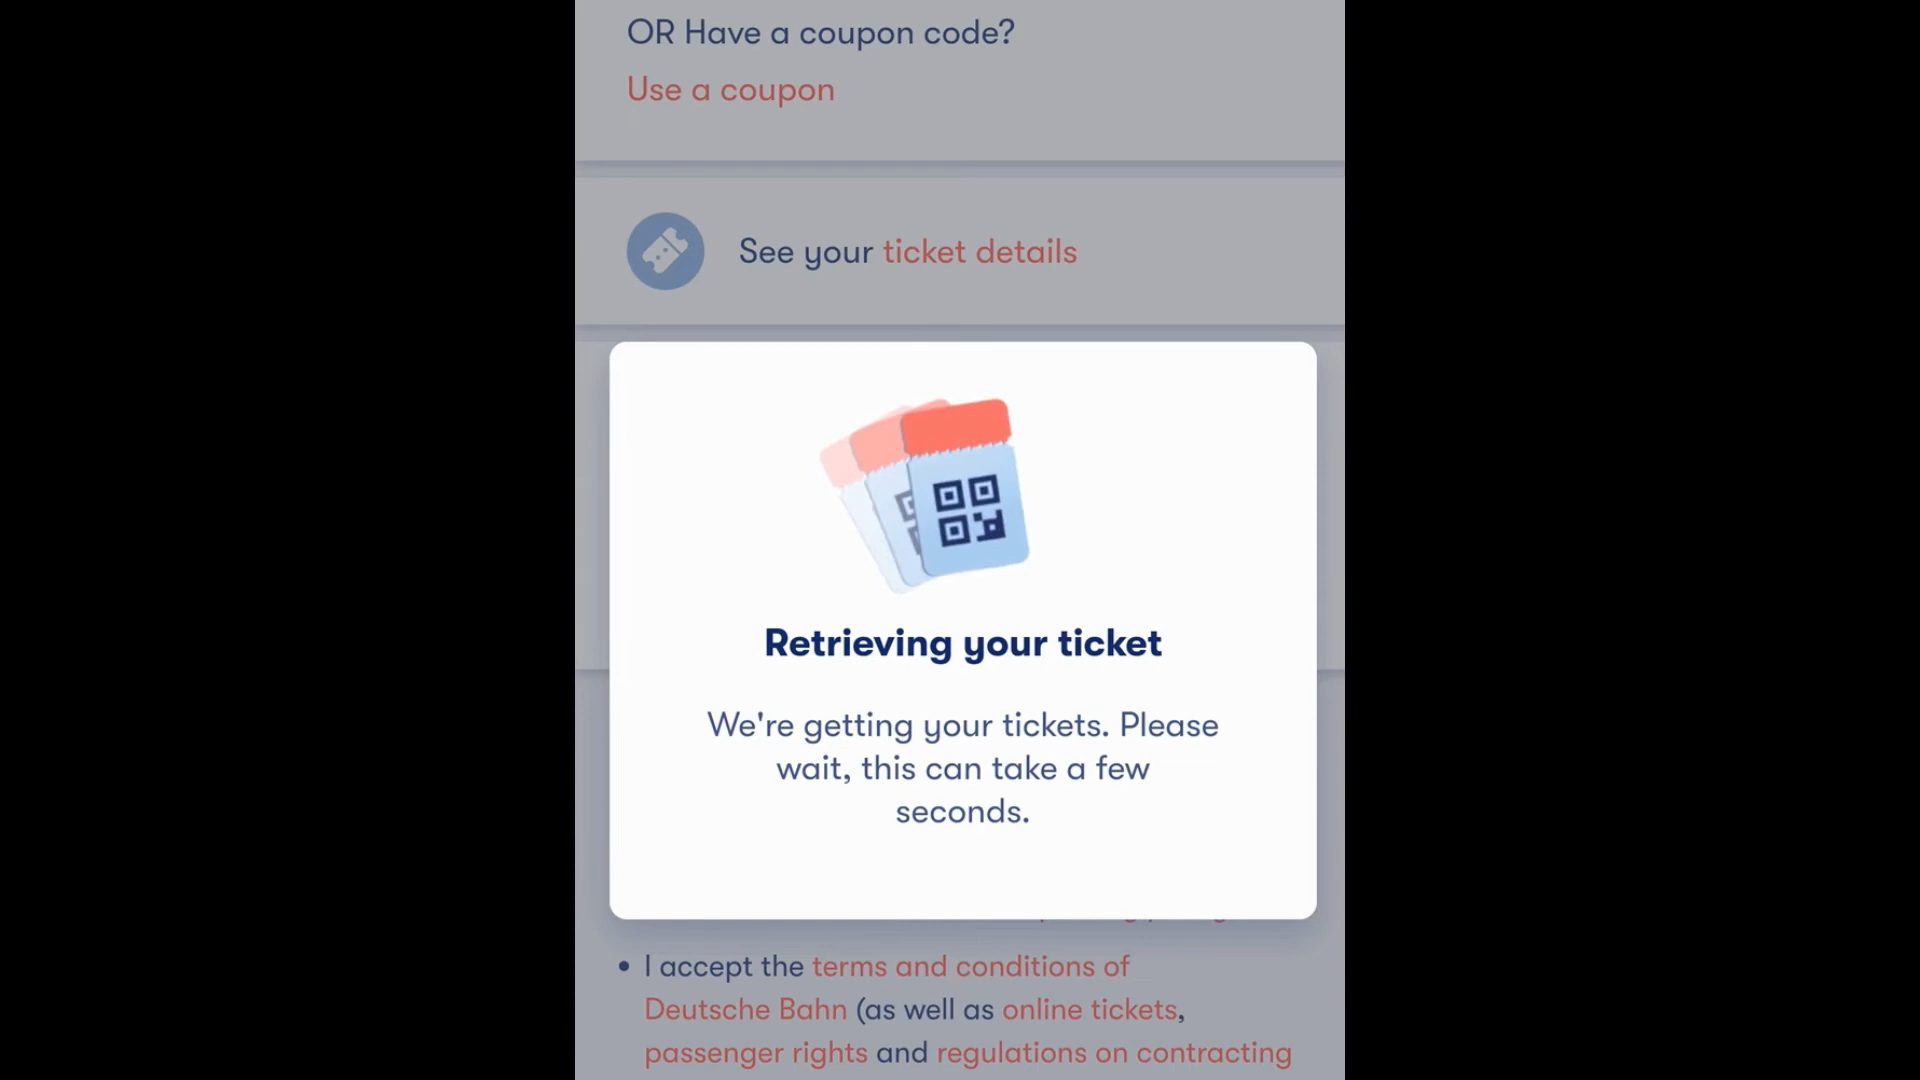 OR Have a coupon code?
Use a coupon
See your ticket details
Retrieving your ticket
We're getting your tickets. Please
wait, this can take a few
seconds.
• I accept the terms and conditions of
Deutsche Bahn (as well as online tickets,
passenger rights and regulations on contracting